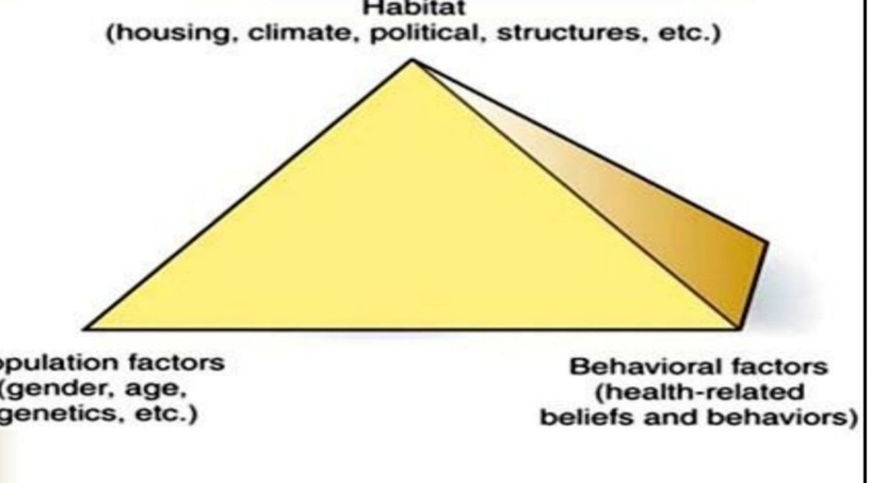 Habitat
(housing, climate, political, structures, etc.)
opulation factors
(gender, age,
genetics, etc.)
Behavioral factors
(health-related
beliefs and behaviors)